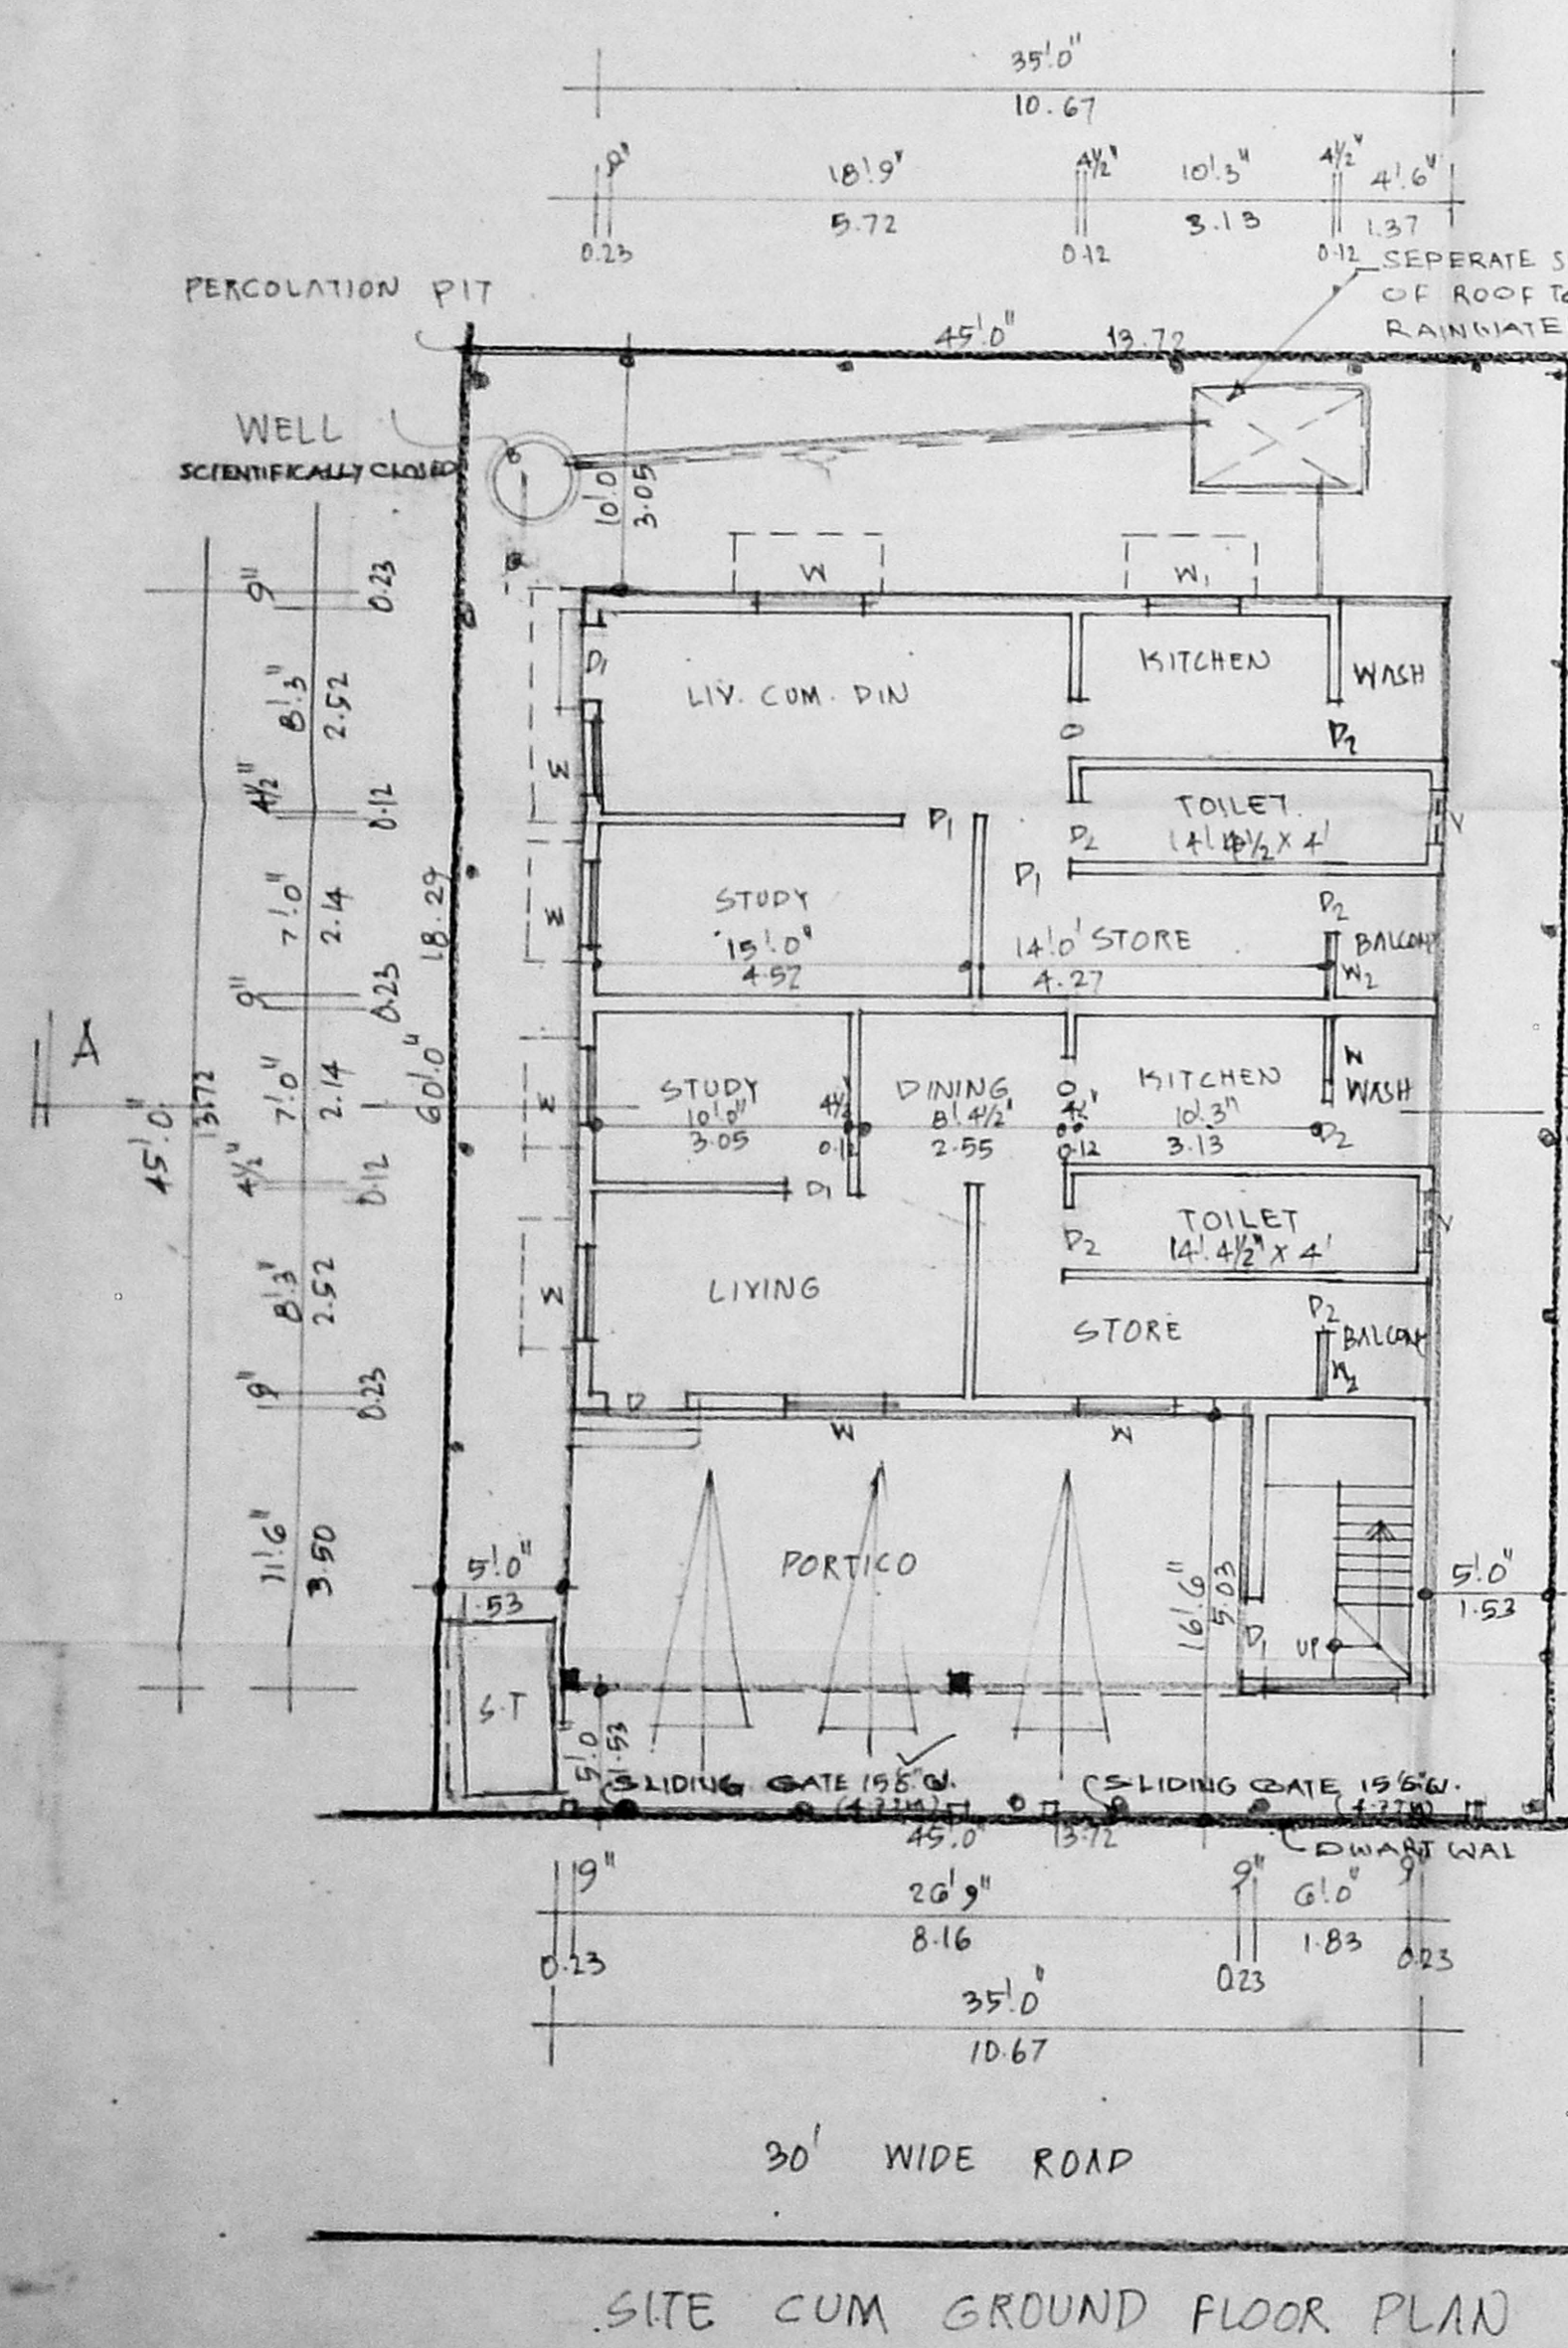 35'.0"
10.67
9"
18'.9"
4½"
10'.3"
4½"
4'.6"
5.72
3.13
1.37
0.23
0.12
0.12
SEPERATE S
OF ROOF TO
RAINWATE
PERCOLATION PIT
45'.0" 13.72
WELL
SCIENTIFICALLY CLOSED
10'.0
3.05
9"
0.23
W
W1
D1
LIV. CUM. DIN
KITCHEN
WASH
8'.3"
2.52
O
D2
W
4½"
0.12
D1
D2
TOILET
V
D1
STUDY
15'.0"
4.57
7'.0"
2.14
18.29
W
14'.0' STORE
4.27
D2
BALCONY
W2
9"
0.23
A
STUDY
10'.0"
3.05
4½"
0.12
DINING
8'.4½"
2.55
O
4½"
0.12
KITCHEN
10'.3"
3.13
W
WASH
D2
7'.0"
2.14
60'.0"
W
45'.0"
13.72
4½"
0.12
D1
D2
TOILET
14'.4½" X 4'
V
8'.3"
2.52
W
LIVING
STORE
D2
BALCONY
W2
9"
0.23
D
W
W
11'.6"
3.50
5'.0"
1.53
PORTICO
16'.6"
5.03
D1
UP
5'.0"
1.53
S.T
5'.0"
1.53
SLIDING GATE
SLIDING GATE
45'.0" 13.72
DWARF WAL
9"
26'9"
9"
6'.0"
9"
0.23
8.16
0.23
1.83
0.23
35'.0"
10.67
30' WIDE ROAD
SITE CUM GROUND FLOOR PLAN